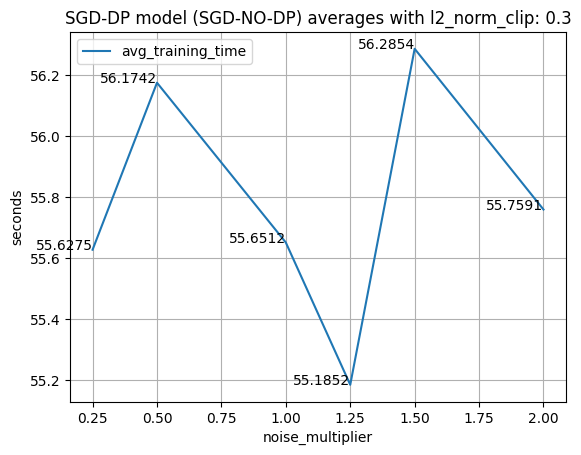 SGD-DP model (SGD-NO-DP) averages with l2_norm_clip: 0.3
avg_training_time
56.2854
56.1742
55.7591
55.6512
55.6275
55.1852
seconds
56.2
56.0
55.8
55.6
55.4
55.2
0.25 0.50 0.75 1.00 1.25 1.50 1.75 2.00
noise_multiplier